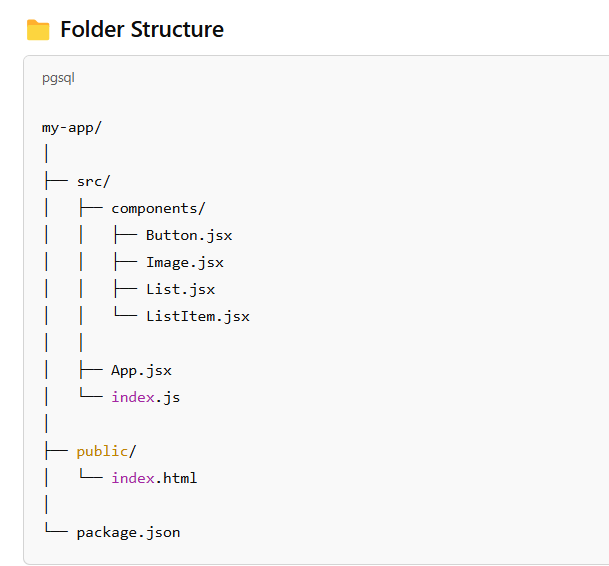 📁 Folder Structure
pgsql
my-app/
│
├── src/
│   ├── components/
│   │   ├── Button.jsx
│   │   ├── Image.jsx
│   │   ├── List.jsx
│   │   └── ListItem.jsx
│   │
│   ├── App.jsx
│   └── index.js
│
├── public/
│   └── index.html
│
└── package.json